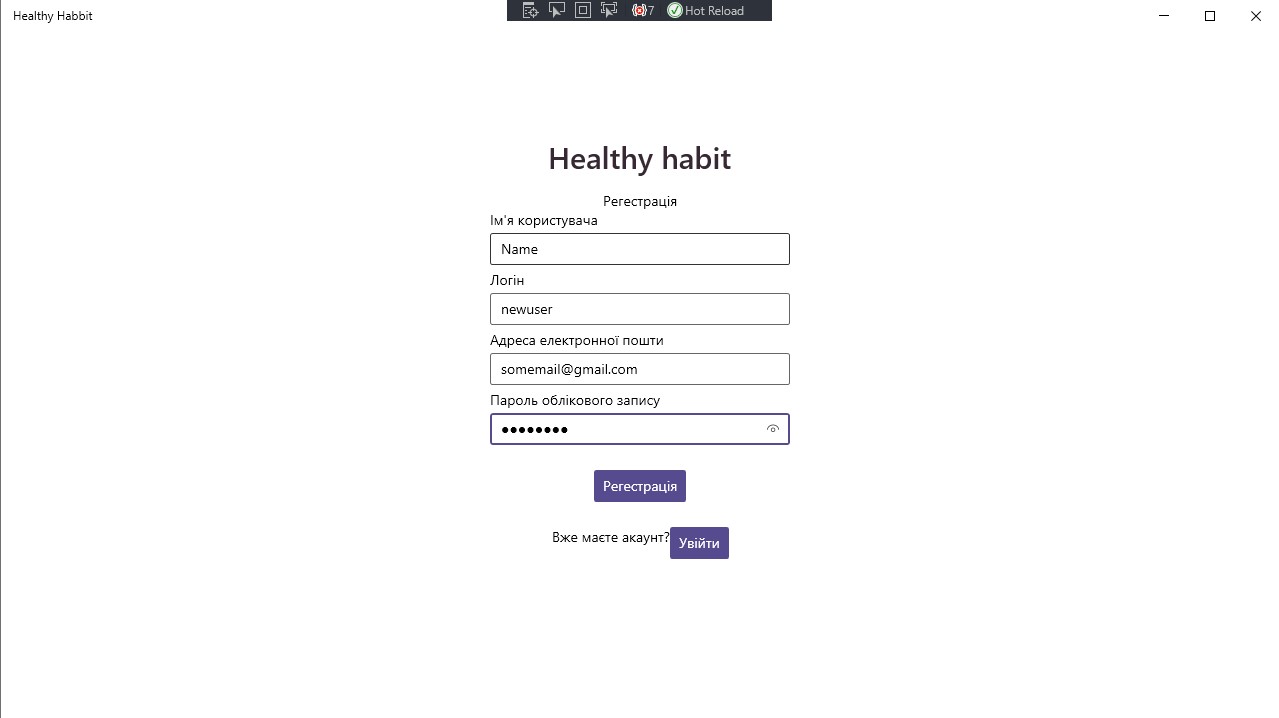 Healthy Habbit
7 Hot Reload
Healthy habit
Регестрація
Ім'я користувача
Name
Логін
newuser
Адреса електронної пошти
somemail@gmail.com
Пароль облікового запису
●●●●●●●●
Регестрація
Вже маєте акаунт? Увійти